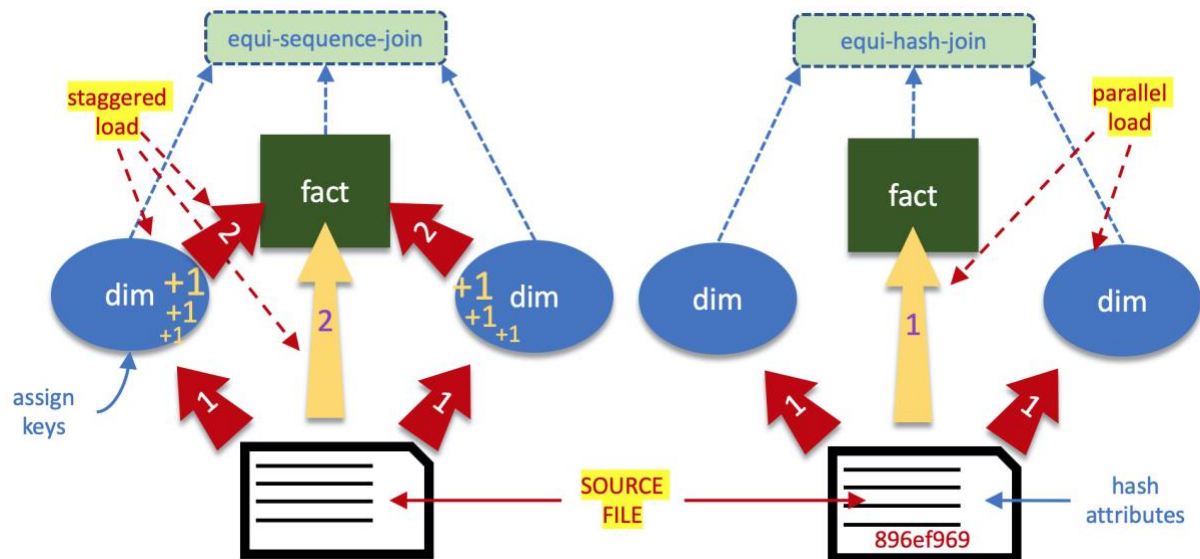 equi-sequence-join
staggered
load
fact
2
2
dim
+1
+1
+1
+1
+1
+1
dim
2
assign
keys
1
1
equi-hash-join
parallel
load
fact
dim
dim
1
1
1
SOURCE
FILE
896ef969
hash
attributes